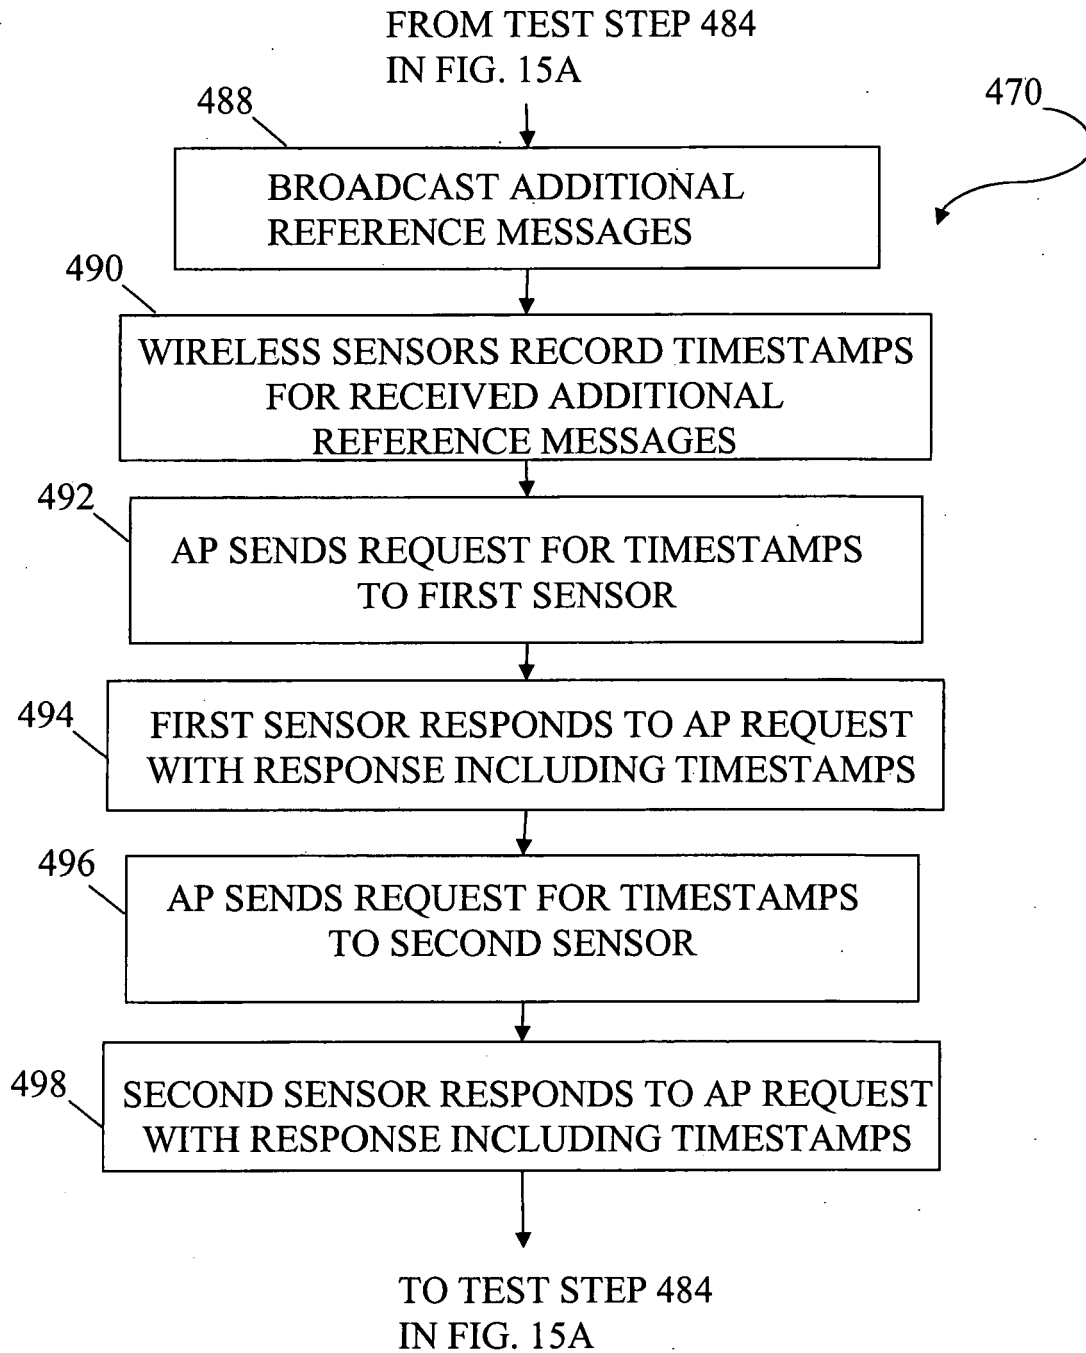 FROM TEST STEP 484
IN FIG. 15A
470
488
BROADCAST ADDITIONAL
REFERENCE MESSAGES
490
WIRELESS SENSORS RECORD TIMESTAMPS
FOR RECEIVED ADDITIONAL
REFERENCE MESSAGES
492
AP SENDS REQUEST FOR TIMESTAMPS
TO FIRST SENSOR
494
FIRST SENSOR RESPONDS TO AP REQUEST
WITH RESPONSE INCLUDING TIMESTAMPS
496
AP SENDS REQUEST FOR TIMESTAMPS
TO SECOND SENSOR
498
SECOND SENSOR RESPONDS TO AP REQUEST
WITH RESPONSE INCLUDING TIMESTAMPS
TO TEST STEP 484
IN FIG. 15A